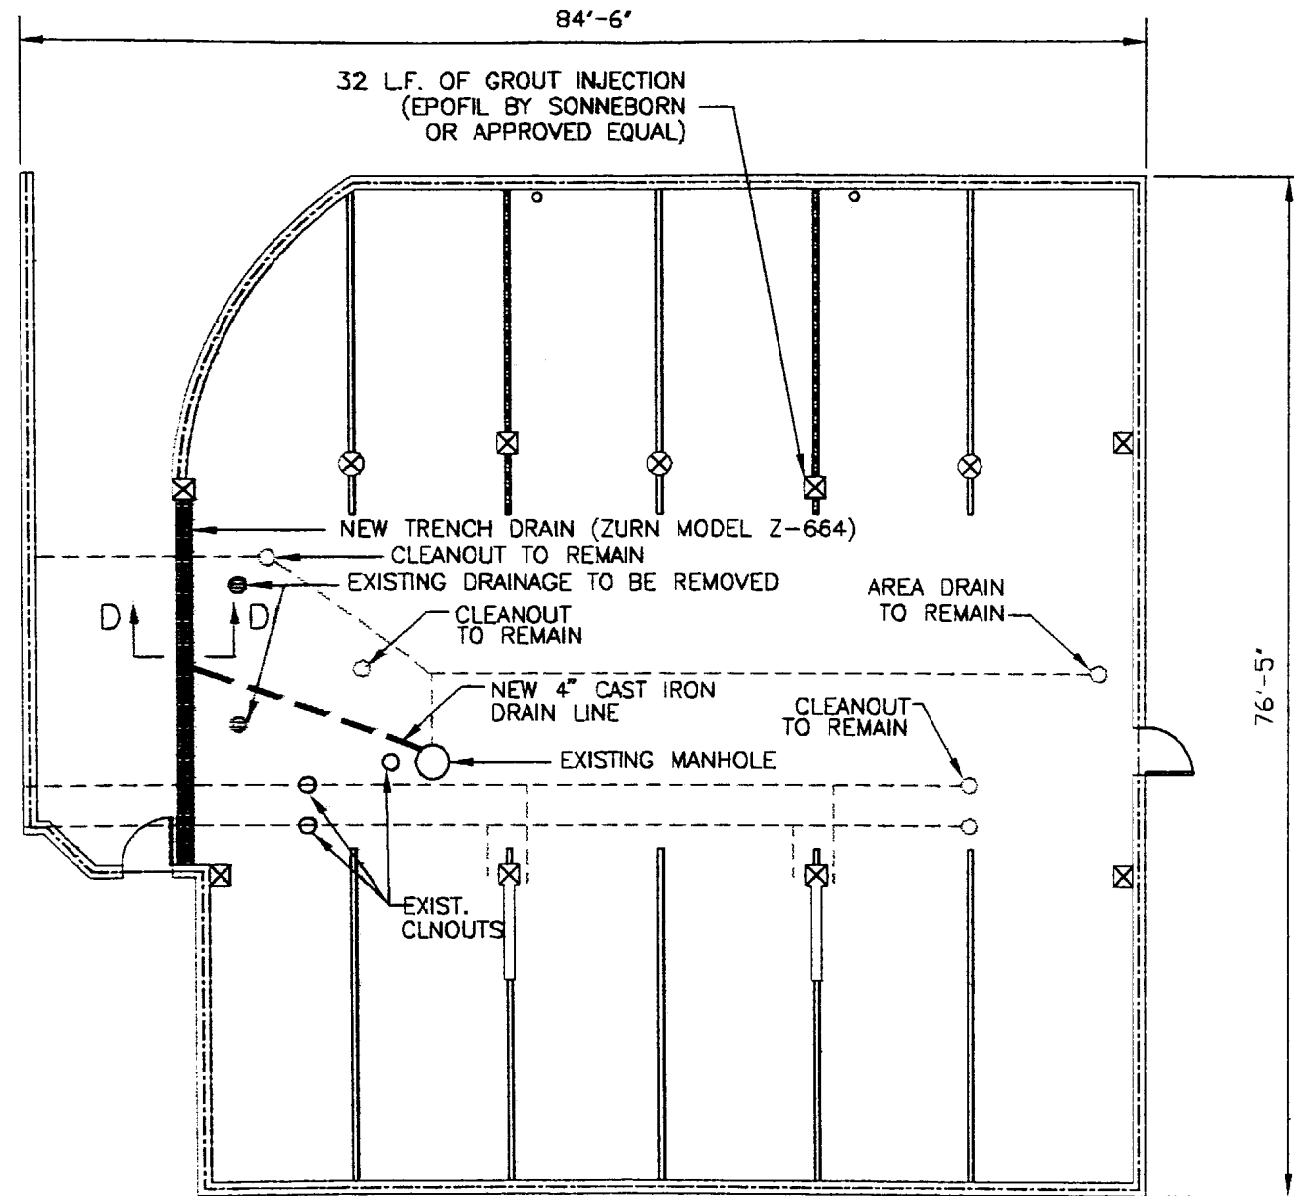 84'-6"
32 L.F. OF GROUT INJECTION
(EPOFIL BY SONNEBORN
OR APPROVED EQUAL)
NEW TRENCH DRAIN (ZURN MODEL Z-664)
CLEANOUT TO REMAIN
EXISTING DRAINAGE TO BE REMOVED
AREA DRAIN
TO REMAIN
D
D
CLEANOUT
TO REMAIN
NEW 4" CAST IRON
DRAIN LINE
CLEANOUT
TO REMAIN
76'-5"
EXISTING MANHOLE
EXIST.
CLNOUTS